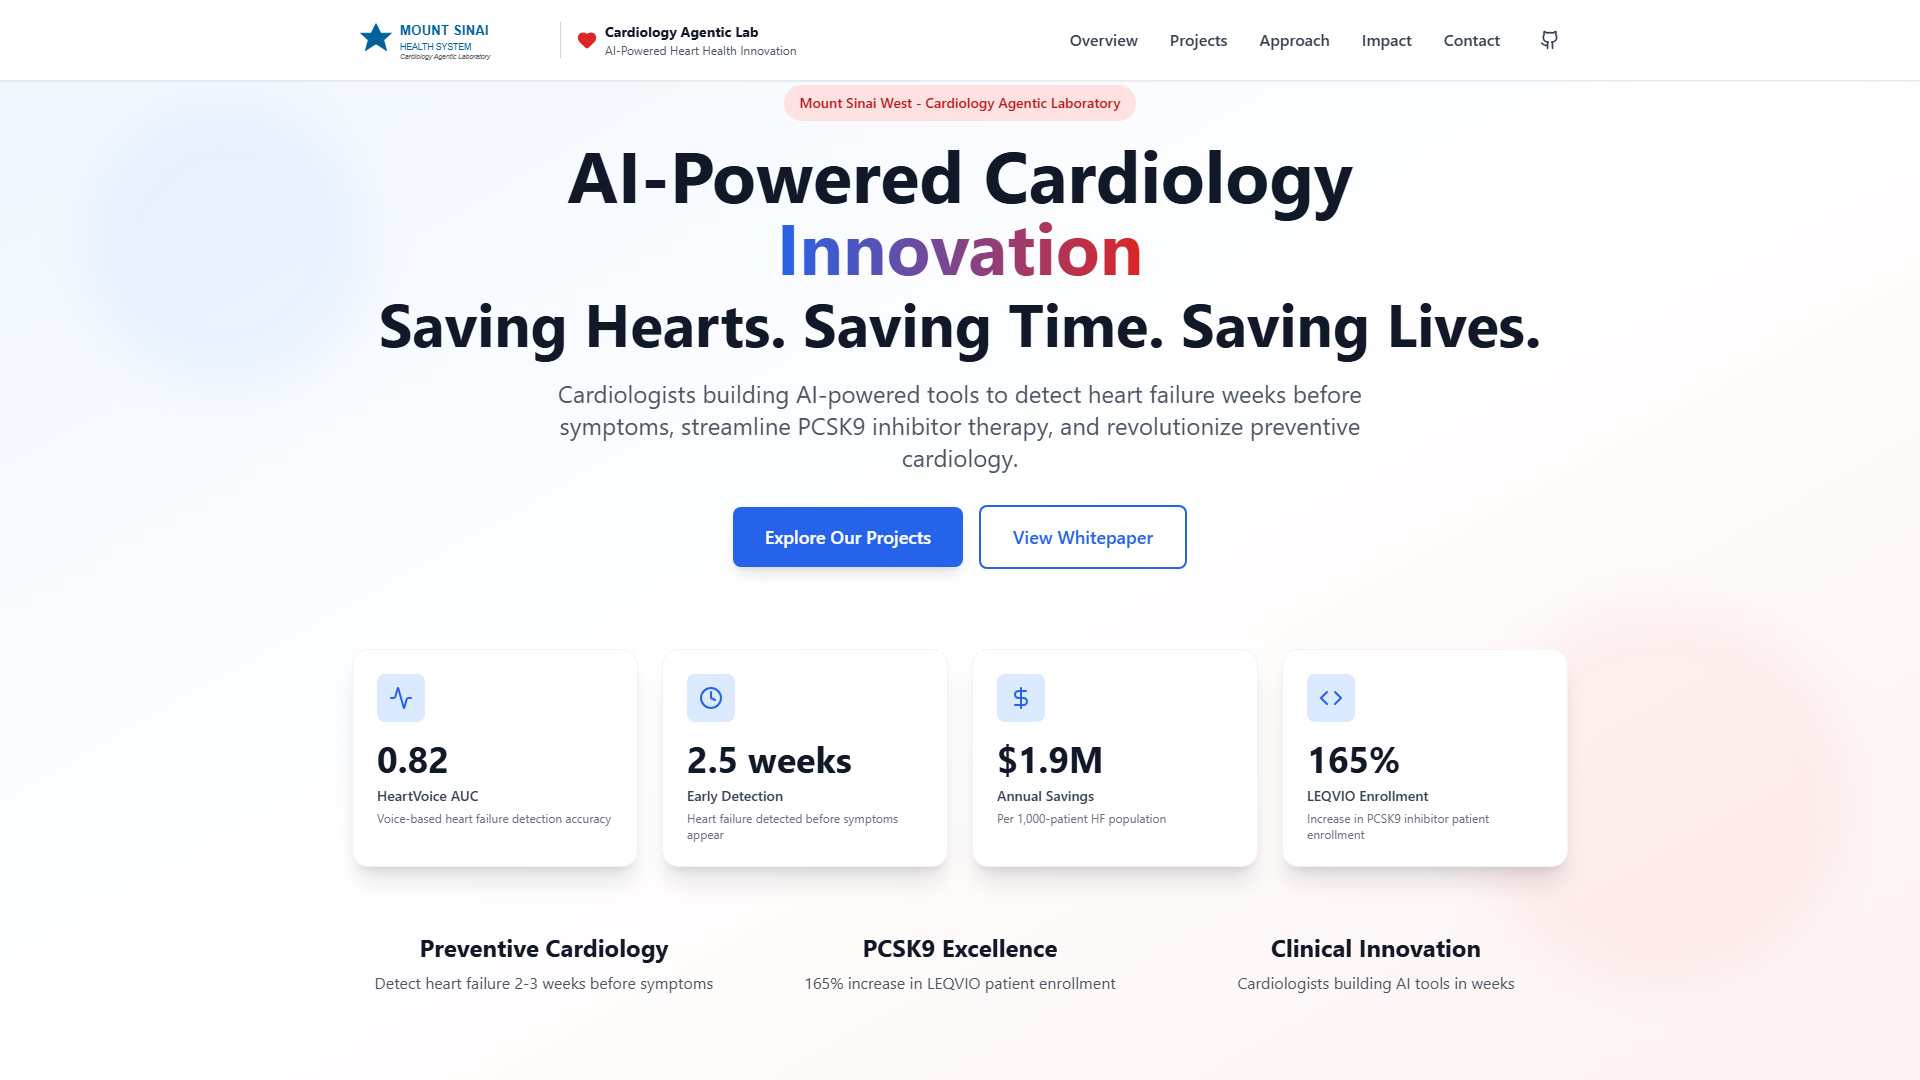 MOUNT SINAI
HEALTH SYSTEM
Cardiology Agentic Laboratory
Cardiology Agentic Lab
AI-Powered Heart Health Innovation
Overview
Projects
Approach
Impact
Contact
Mount Sinai West - Cardiology Agentic Laboratory
AI-Powered Cardiology
Innovation
Saving Hearts. Saving Time. Saving Lives.
Cardiologists building AI-powered tools to detect heart failure weeks before
symptoms, streamline PCSK9 inhibitor therapy, and revolutionize preventive
cardiology.
Explore Our Projects
View Whitepaper
0.82
HeartVoice AUC
Voice-based heart failure detection accuracy
2.5 weeks
Early Detection
Heart failure detected before symptoms
appear
$1.9M
Annual Savings
Per 1,000-patient HF population
165%
LEQVIO Enrollment
Increase in PCSK9 inhibitor patient
enrollment
Preventive Cardiology
Detect heart failure 2-3 weeks before symptoms
PCSK9 Excellence
165% increase in LEQVIO patient enrollment
Clinical Innovation
Cardiologists building AI tools in weeks